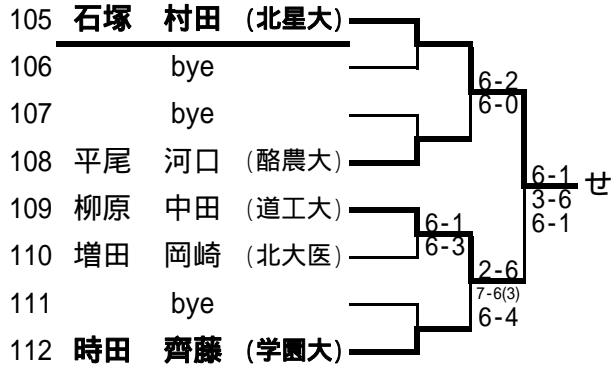 105 石塚 村田 (北星大)
106 bye
6-2
6-0
107 bye
108 平尾 河口 (酪農大)
6-1
3-6
6-1
せ
109 柳原 中田 (道工大)
6-1
6-3
110 増田 岡崎 (北大医)
2-6
7-6(3)
6-4
111 bye
112 時田 齊藤 (学園大)